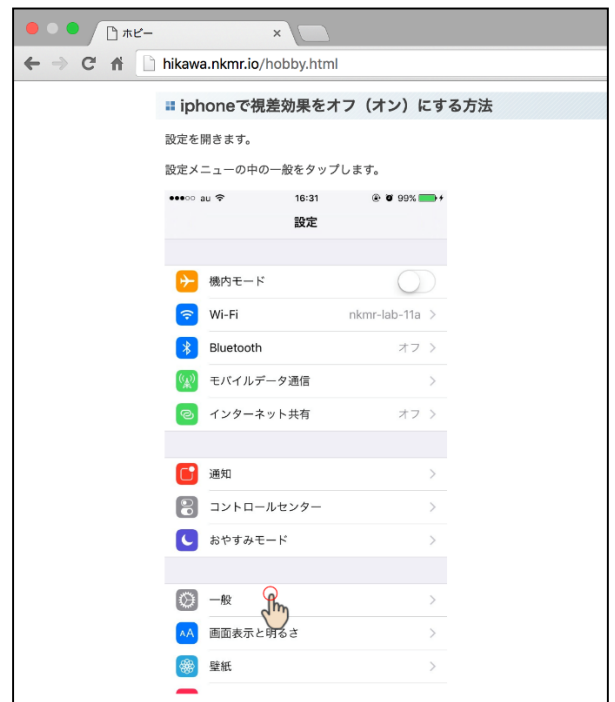 ホビー
hikawa.nkmr.io/hobby.html
iphoneで視差効果をオフ（オン）にする方法
設定を開きます。
設定メニューの中の一般をタップします。
au 16:31 99%
設定
機内モード
Wi-Fi nkmr-lab-11a
Bluetooth オフ
モバイルデータ通信
インターネット共有 オフ
通知
コントロールセンター
おやすみモード
一般
AA 画面表示と明るさ
壁紙